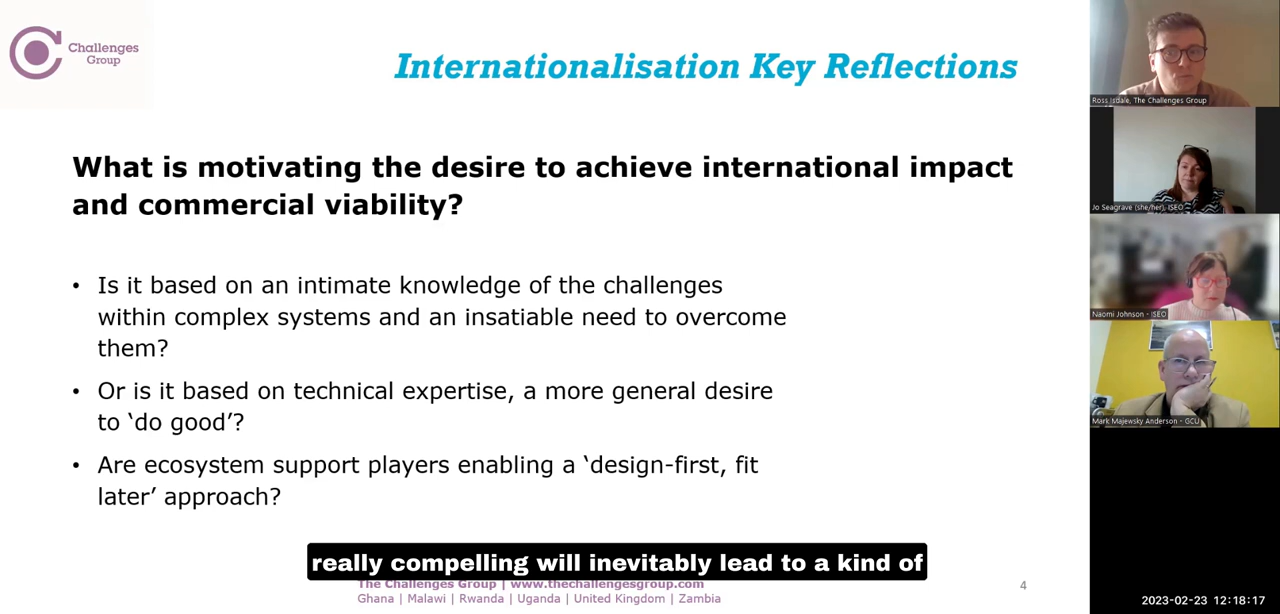 Challenges
Group
Internationalisation Key Reflections
What is motivating the desire to achieve international impact
and commercial viability?
• Is it based on an intimate knowledge of the challenges
within complex systems and an insatiable need to overcome
them?
• Or is it based on technical expertise, a more general desire
to ‘do good’?
• Are ecosystem support players enabling a ‘design-first, fit
later’ approach?
really compelling will inevitably lead to a kind of
The Challenges Group | www.thechallengesgroup.com
Ghana | Malawi | Rwanda | Uganda | United Kingdom | Zambia
4
Ross Isdale, The Challenges Group
Jo Seagrave (she/her), ISEO
Naomi Johnson - ISEO
Mark Majewsky Anderson - GCU
2023-02-23 12:18:17